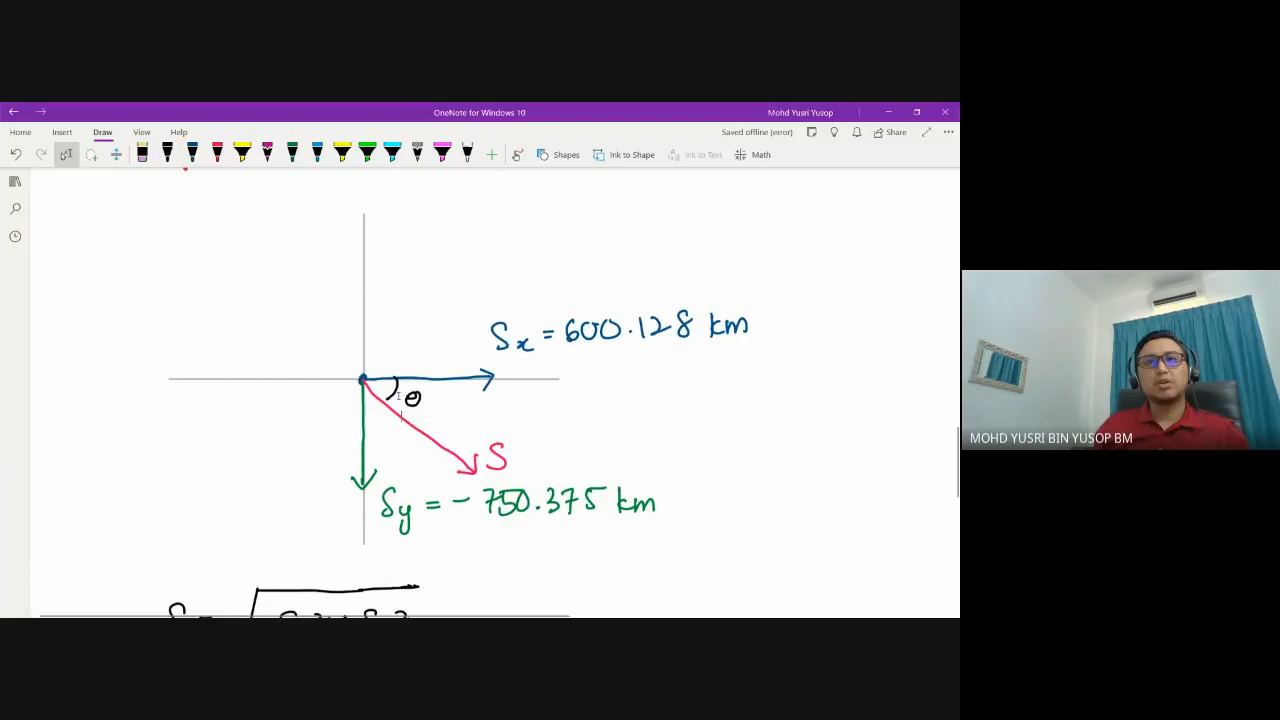 OneNote for Windows 10
Mohd Yusri Yusop
Home Insert Draw View Help
Saved offline (error)
Share
Shapes
Ink to Shape
Ink to Text
Math
Sx = 600.128 km
θ
S
MOHD YUSRI BIN YUSOP BM
Sy = - 750.375 km